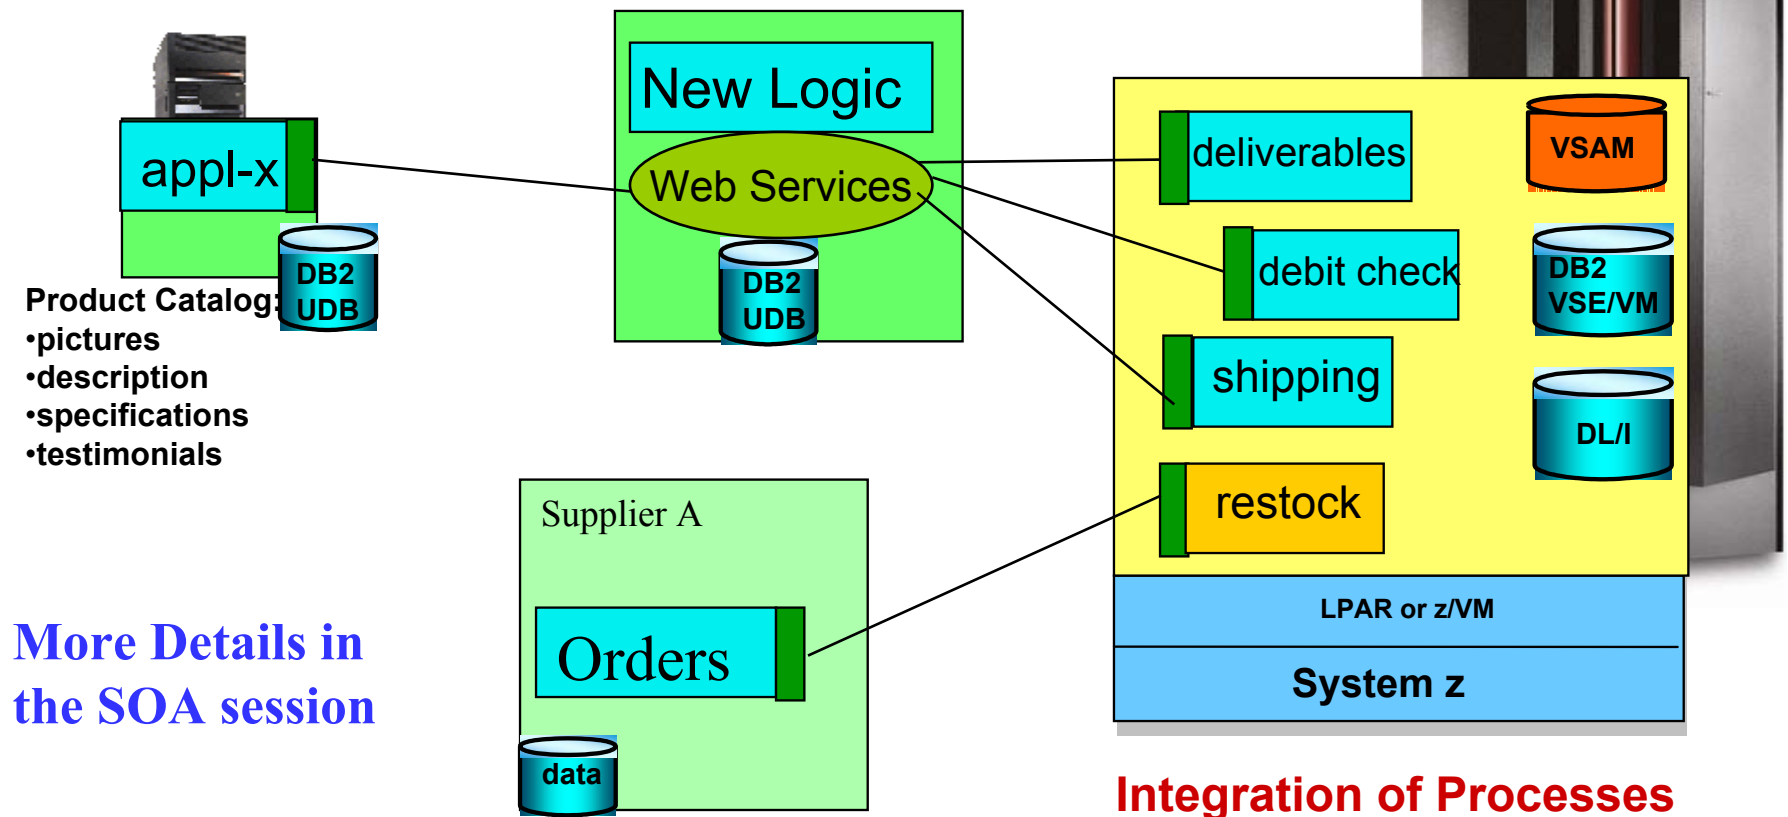 New Logic
Web Services
DB2
UDB
appl-x
DB2
UDB
Product Catalog:
•pictures
•description
•specifications
•testimonials
deliverables
debit check
shipping
restock
VSAM
DB2
VSE/VM
DL/I
LPAR or z/VM
System z
Supplier A
Orders
data
More Details in
the SOA session
Integration of Processes